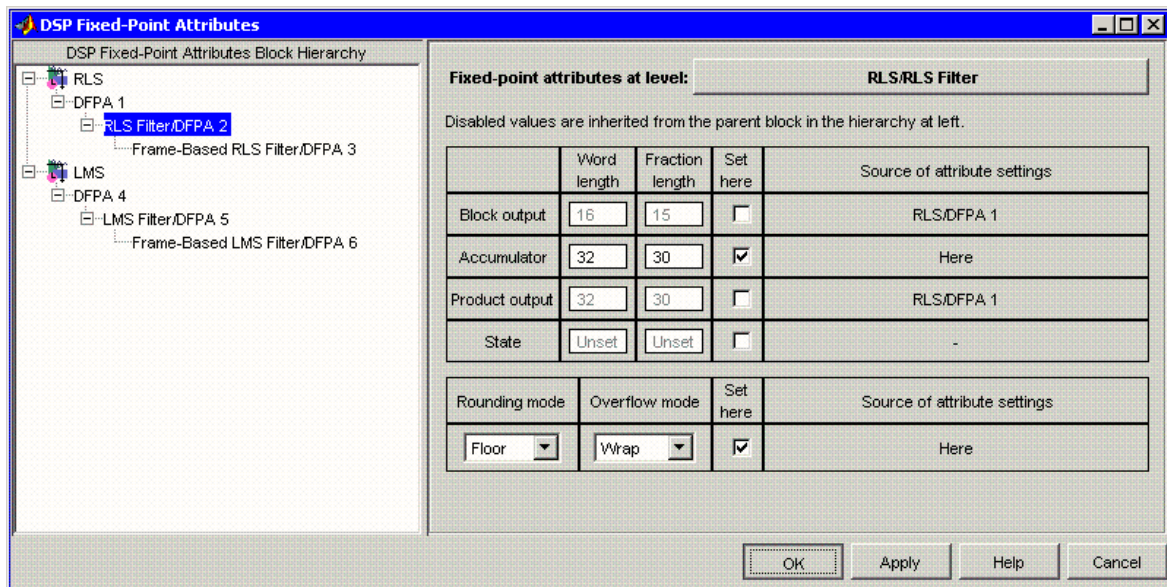 DSP Fixed-Point Attributes
DSP Fixed-Point Attributes Block Hierarchy
RLS
DFPA 1
RLS Filter/DFPA 2
Frame-Based RLS Filter/DFPA 3
LMS
DFPA 4
LMS Filter/DFPA 5
Frame-Based LMS Filter/DFPA 6
Fixed-point attributes at level: RLS/RLS Filter
Disabled values are inherited from the parent block in the hierarchy at left.
Word length Fraction length Set here Source of attribute settings
Block output 16 15 RLS/DFPA 1
Accumulator 32 30 Here
Product output 32 30 RLS/DFPA 1
State Unset Unset -
Rounding mode Overflow mode Set here Source of attribute settings
Floor Wrap Here
OK Apply Help Cancel